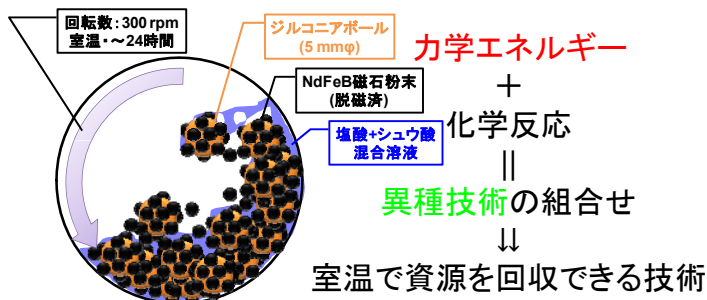 回転数:300 rpm
室温・~24時間
ジルコニアボール
(5 mmφ)
NdFeB磁石粉末
(脱磁済)
塩酸+シュウ酸
混合溶液
力学エネルギー
+
化学反応
||
異種技術の組合せ
⇓
室温で資源を回収できる技術